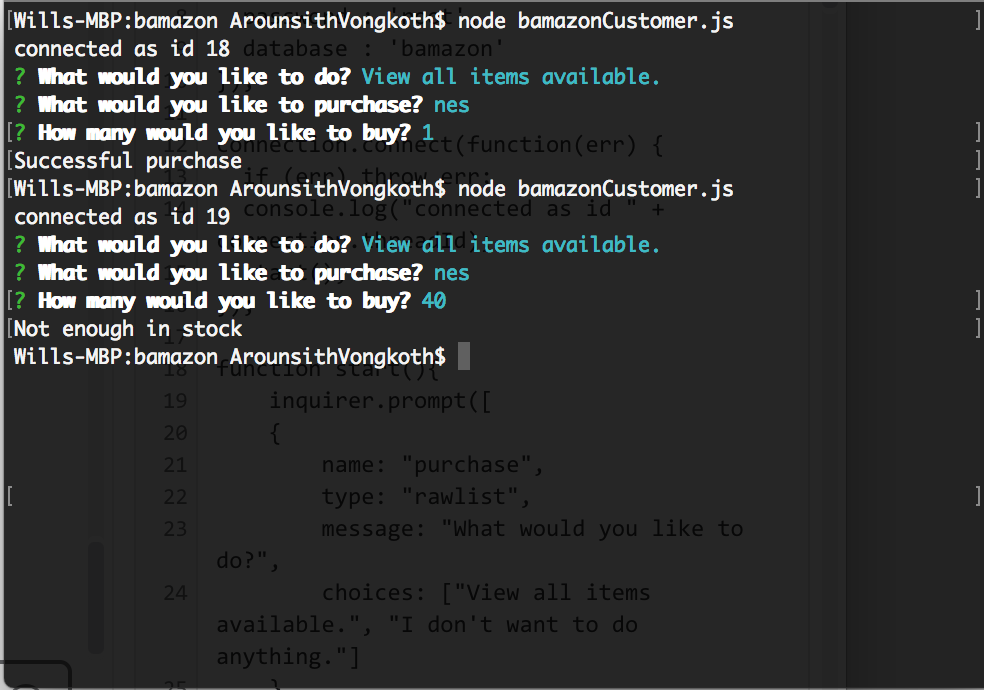 [Wills-MBP:bamazon ArounsithVongkoth$ node bamazonCustomer.js ]
connected as id 18
? What would you like to do? View all items available.
? What would you like to purchase? nes
[? How many would you like to buy? 1 ]
[Successful purchase ]
[Wills-MBP:bamazon ArounsithVongkoth$ node bamazonCustomer.js ]
connected as id 19
? What would you like to do? View all items available.
? What would you like to purchase? nes
[? How many would you like to buy? 40 ]
[Not enough in stock ]
Wills-MBP:bamazon ArounsithVongkoth$
[ ]
database : 'bamazon'
12 connection.connect(function(err) {
13 if (err) throw err;
14 console.log("connected as id " +
17
18 function start(){
19 inquirer.prompt([
20 {
21 name: "purchase",
22 type: "rawlist",
23 message: "What would you like to
do?",
24 choices: ["View all items
available.", "I don't want to do
anything."]
25 }